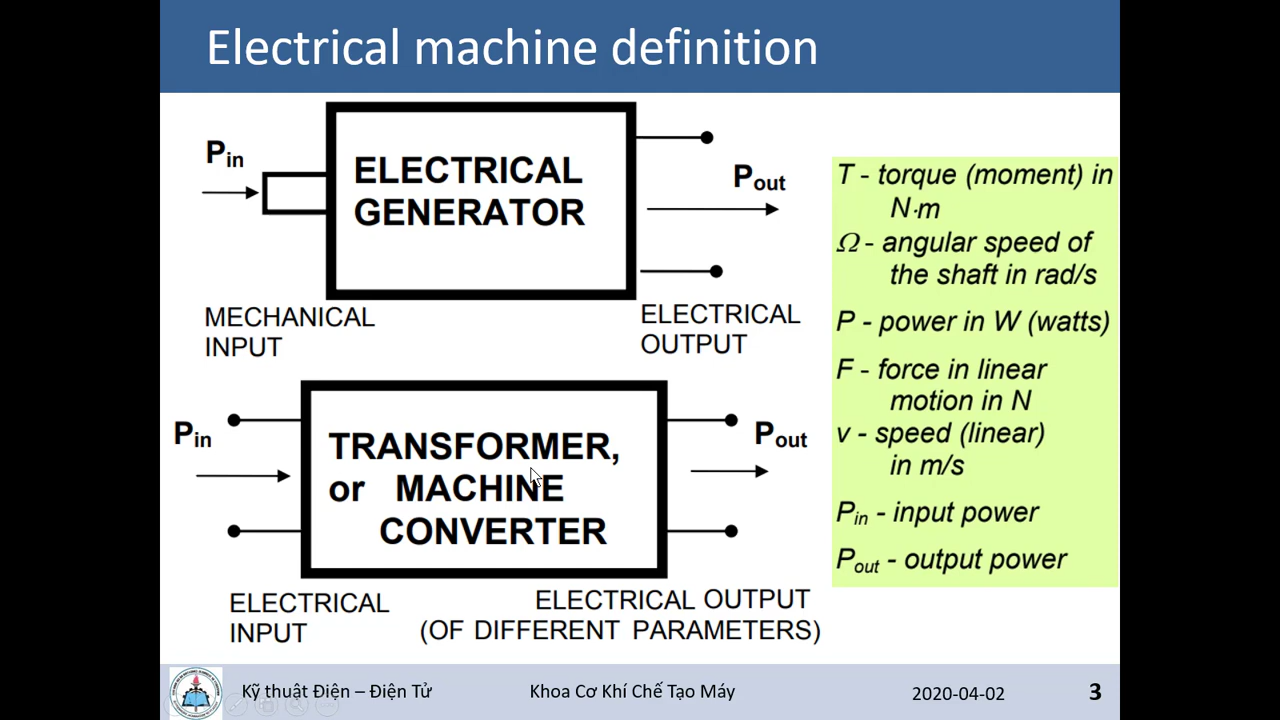 Electrical machine definition
Pin
ELECTRICAL
GENERATOR
Pout
MECHANICAL
INPUT
ELECTRICAL
OUTPUT
Pin
TRANSFORMER,
or MACHINE
CONVERTER
Pout
ELECTRICAL
INPUT
ELECTRICAL OUTPUT
(OF DIFFERENT PARAMETERS)
T - torque (moment) in
N·m
Ω - angular speed of
the shaft in rad/s
P - power in W (watts)
F - force in linear
motion in N
v - speed (linear)
in m/s
Pin - input power
Pout - output power
Kỹ thuật Điện – Điện Tử
Khoa Cơ Khí Chế Tạo Máy
2020-04-02
3